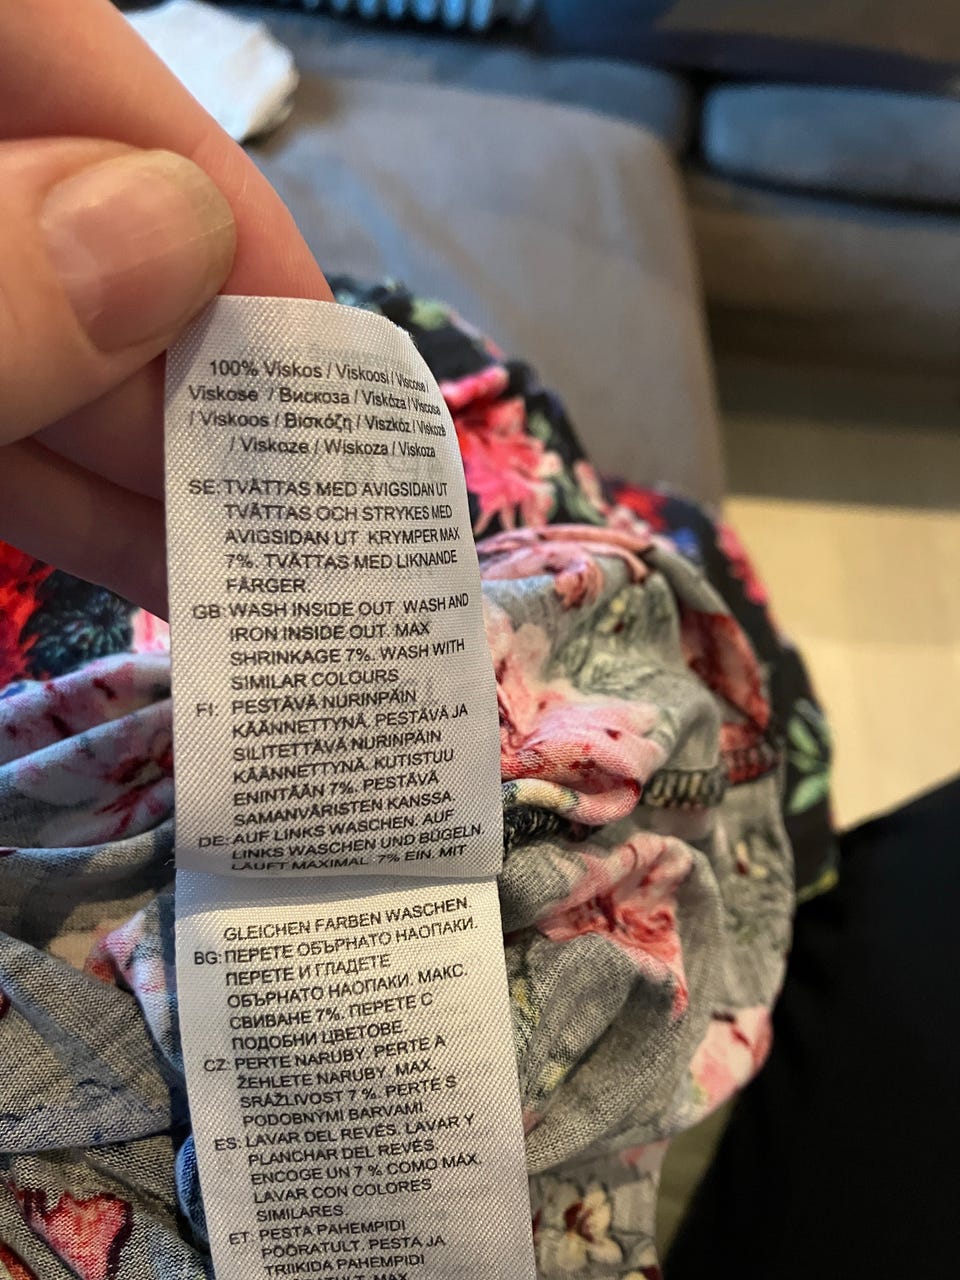 100% Viskos / Viskoosi / Viscose /
Viskose / Вискоза / Viskóza / Viscosa
/ Viskoos / Βισκόζη / Viszkóz / Viskozė
/ Viskoze / Wiskoza / Viskoza
SE: TVÄTTAS MED AVIGSIDAN UT
TVÄTTAS OCH STRYKES MED
AVIGSIDAN UT KRYMPER MAX
7%. TVÄTTAS MED LIKNANDE
FÄRGER
GB: WASH INSIDE OUT. WASH AND
IRON INSIDE OUT. MAX
SHRINKAGE 7%. WASH WITH
SIMILAR COLOURS
FI: PESTÄVÄ NURINPÄIN
KÄÄNNETTYNÄ. PESTÄVÄ JA
SILITETTÄVÄ NURINPÄIN
KÄÄNNETTYNÄ. KUTISTUU
ENINTÄÄN 7%. PESTÄVÄ
SAMANVÄRISTEN KANSSA.
DE: AUF LINKS WASCHEN. AUF
LINKS WASCHEN UND BÜGELN.
LÄUFT MAXIMAL 7% EIN. MIT
GLEICHEN FARBEN WASCHEN.
BG: ПЕРЕТЕ ОБЪРНАТО НАОПАКИ.
ПЕРЕТЕ И ГЛАДЕТЕ
ОБЪРНАТО НАОПАКИ. МАКС.
СВИВАНЕ 7%. ПЕРЕТЕ С
ПОДОБНИ ЦВЕТОВЕ.
CZ: PERTE NARUBY. PERTE A
ŽEHLETE NARUBY. MAX.
SRÁŽLIVOST 7 %. PERTE S
PODOBNÝMI BARVAMI.
ES: LAVAR DEL REVÉS. LAVAR Y
PLANCHAR DEL REVÉS
ENCOGE UN 7 % COMO MÁX.
LAVAR CON COLORES
SIMILARES.
ET: PESTA PAHEMPIDI
PÖÖRATULT. PESTA JA
TRIIKIDA PAHEMPIDI
MAX